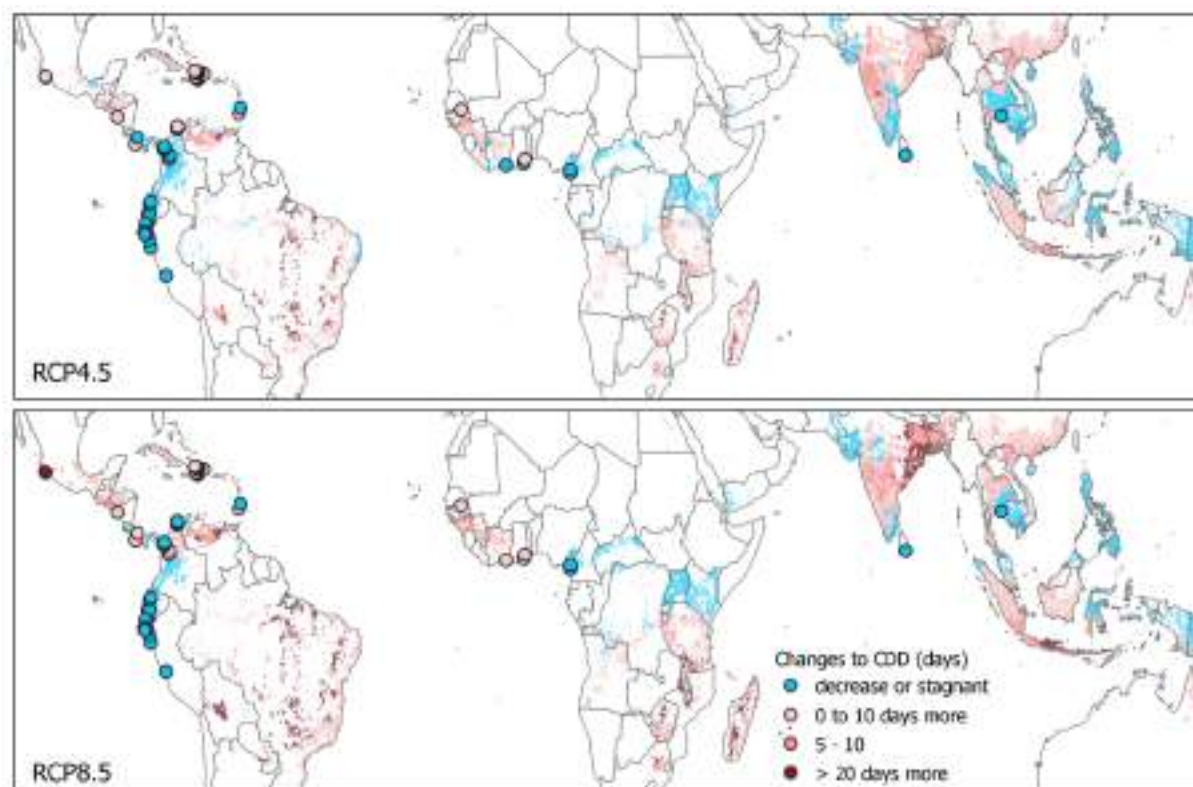 RCP4.5
Changes to CDD (days)
decrease or stagnant
0 to 10 days more
5 - 10
> 20 days more
RCP8.5